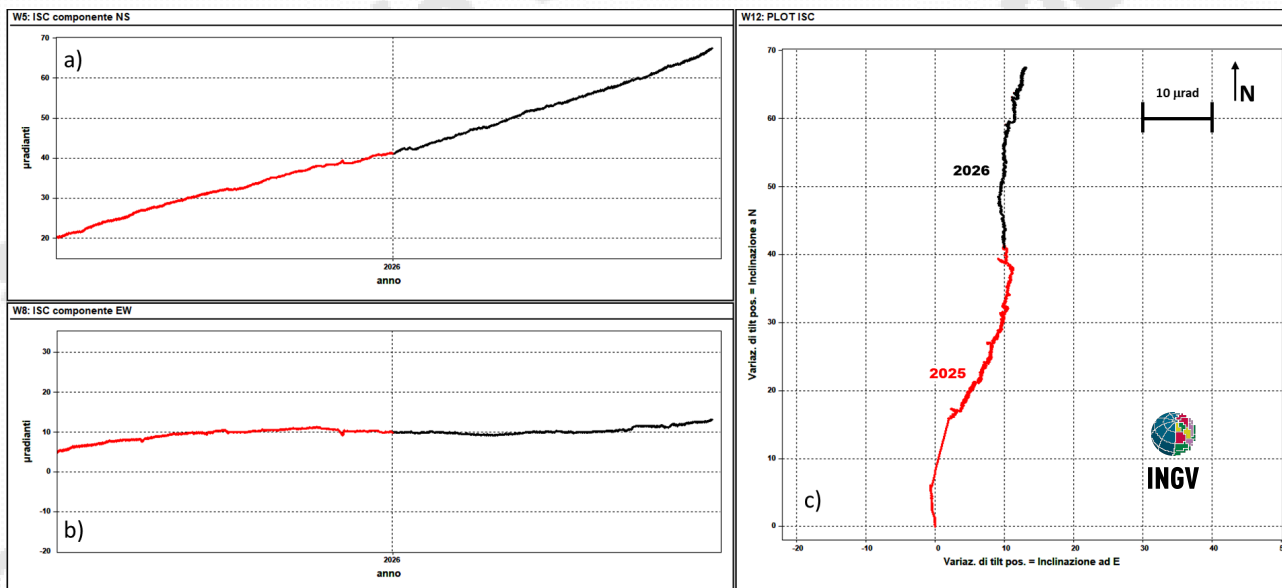 W5: ISC componente NS
a)
70
60
50
40
30
20
µradianti
2026
anno
W8: ISC componente EW
30
20
10
0
-10
-20
µradianti
b)
2026
anno
W12: PLOT ISC
70
60
50
40
30
20
10
0
Variaz. di tilt pos. = Inclinazione a N
10 µrad
N
2026
2025
INGV
c)
-20
-10
0
10
20
30
40
Variaz. di tilt pos. = Inclinazione ad E